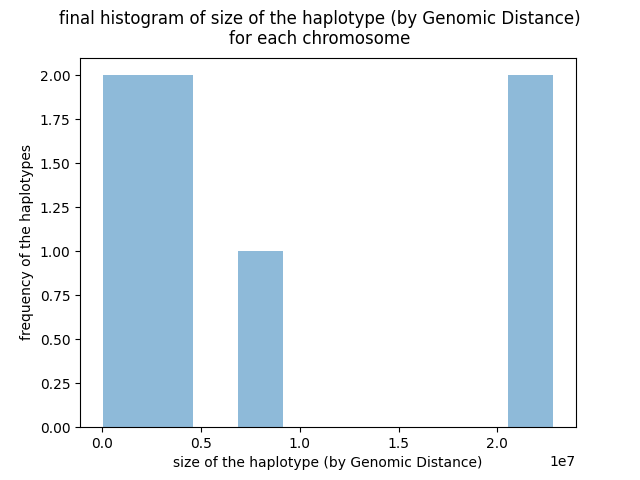 final histogram of size of the haplotype (by Genomic Distance)
for each chromosome
2.00
1.75
1.50
1.25
1.00
0.75
0.50
0.25
0.00
frequency of the haplotypes
0.0 0.5 1.0 1.5 2.0
1e7
size of the haplotype (by Genomic Distance)